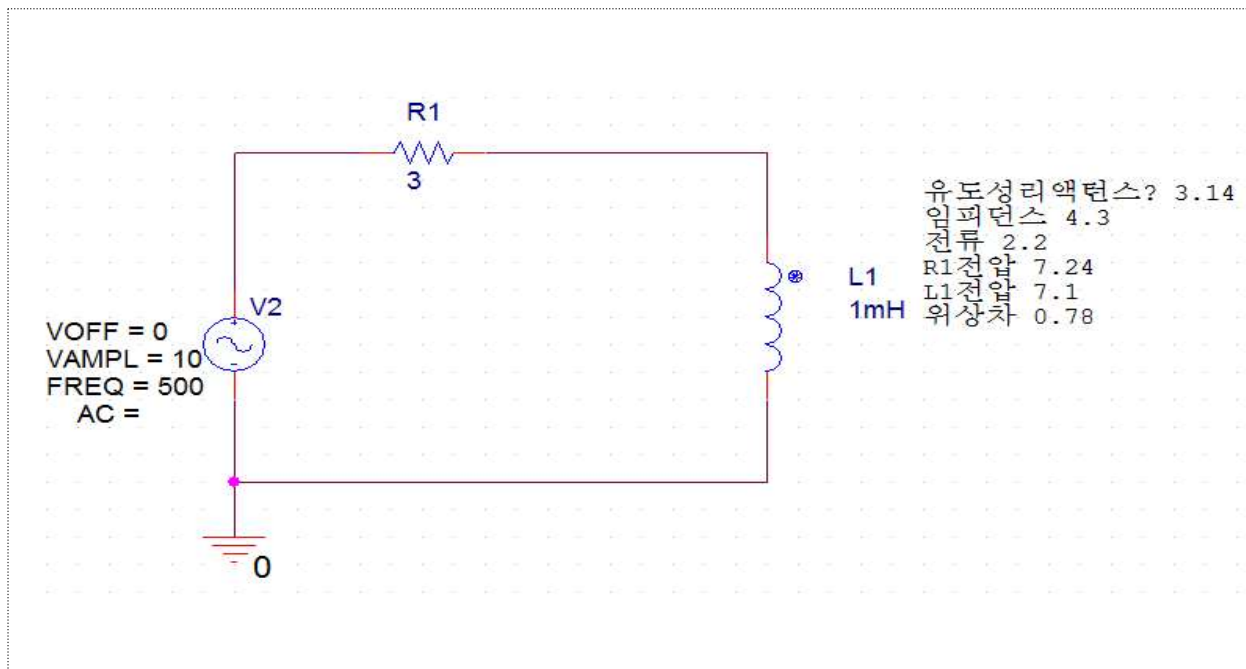 R1
3
V2
VOFF = 0
VAMPL = 10
FREQ = 500
AC =
0
L1
1mH
유도성리액턴스? 3.14
임피던스 4.3
전류 2.2
R1전압 7.24
L1전압 7.1
위상차 0.78